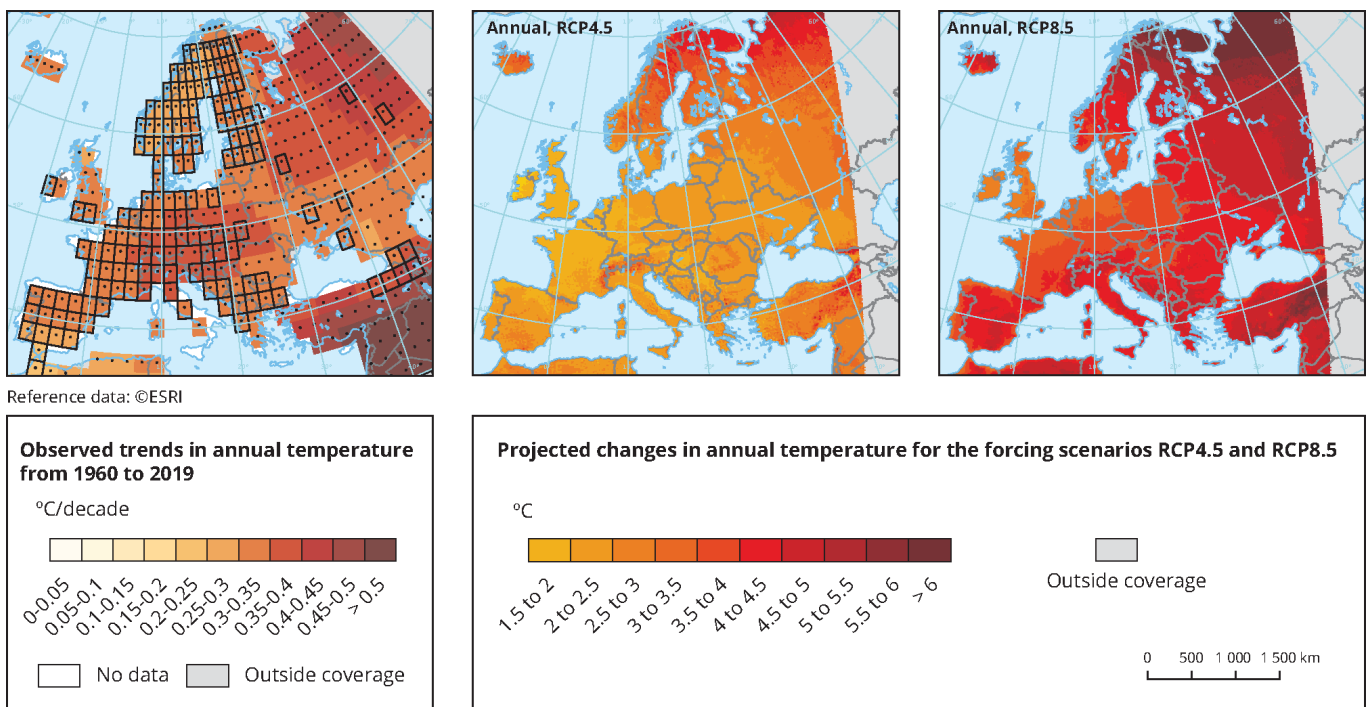 Annual, RCP4.5
Annual, RCP8.5
Reference data: ©ESRI
Observed trends in annual temperature
from 1960 to 2019
ºC/decade
0-0.05
0.05-0.1
0.1-0.15
0.15-0.2
0.2-0.25
0.25-0.3
0.3-0.35
0.35-0.4
0.4-0.45
0.45-0.5
> 0.5
No data
Outside coverage
Projected changes in annual temperature for the forcing scenarios RCP4.5 and RCP8.5
ºC
1.5 to 2
2 to 2.5
2.5 to 3
3 to 3.5
3.5 to 4
4 to 4.5
4.5 to 5
5 to 5.5
5.5 to 6
> 6
Outside coverage
0 500 1 000 1 500 km